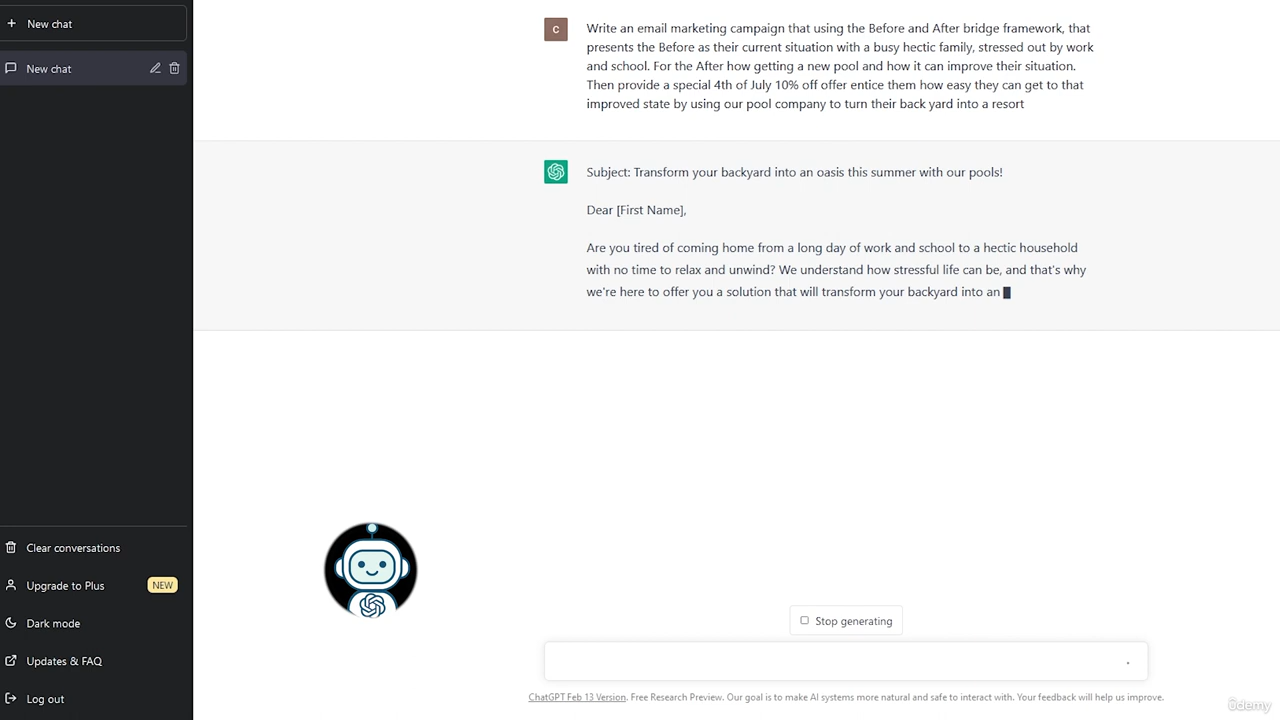 New chat
New chat
C
Write an email marketing campaign that using the Before and After bridge framework, that
presents the Before as their current situation with a busy hectic family, stressed out by work
and school. For the After how getting a new pool and how it can improve their situation.
Then provide a special 4th of July 10% off offer entice them how easy they can get to that
improved state by using our pool company to turn their back yard into a resort
Subject: Transform your backyard into an oasis this summer with our pools!
Dear [First Name],
Are you tired of coming home from a long day of work and school to a hectic household
with no time to relax and unwind? We understand how stressful life can be, and that's why
we're here to offer you a solution that will transform your backyard into an
Clear conversations
Upgrade to Plus NEW
Dark mode
Updates & FAQ
Log out
Stop generating
ChatGPT Feb 13 Version. Free Research Preview. Our goal is to make AI systems more natural and safe to interact with. Your feedback will help us improve.
ûdemy